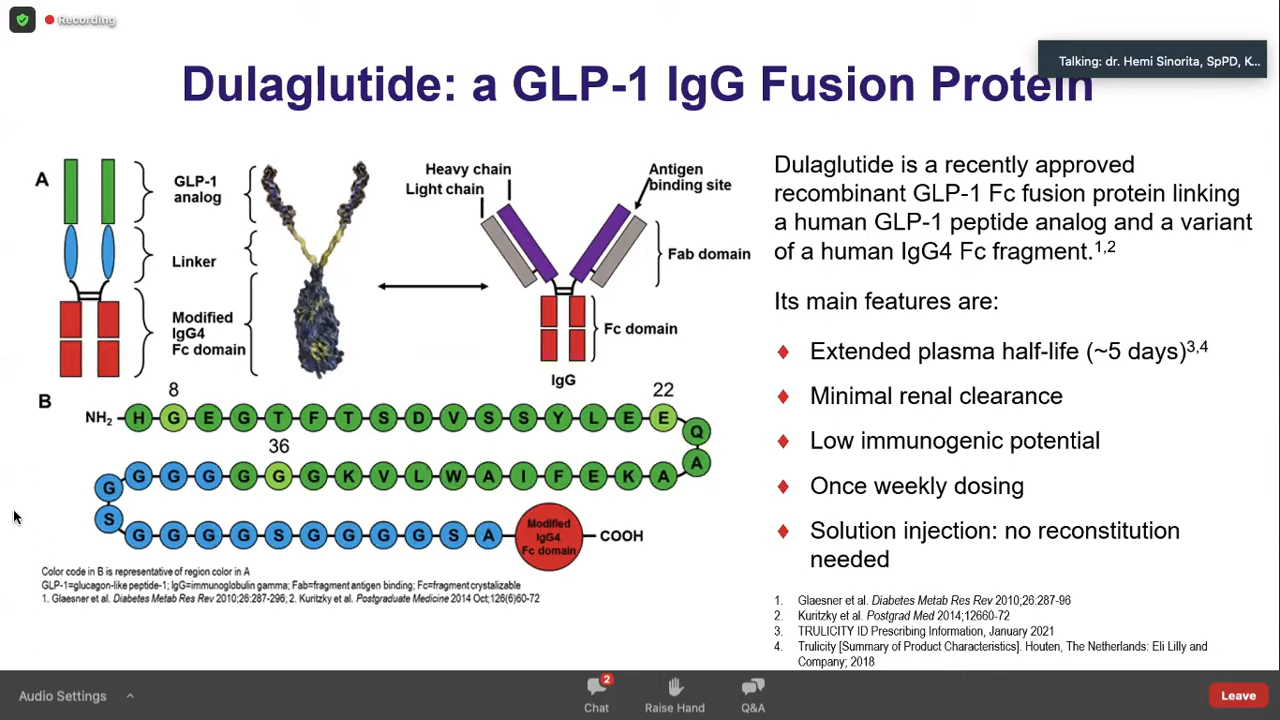 Recording
Talking: dr. Hemi Sinorita, SpPD, K...
Dulaglutide: a GLP-1 IgG Fusion Protein
A
GLP-1
analog
Linker
Modified
IgG4
Fc domain
Heavy chain
Light chain
Antigen
binding site
Fab domain
Fc domain
IgG
B
8
22
NH2 H G E G T F T S D V S S Y L E E
Q
36
A
G G G G G G K V L W A I F E K A
G
S
G G G G S G G G G S A
Modified
IgG4
Fc domain
COOH
Color code in B is representative of region color in A
GLP-1=glucagon-like peptide-1; IgG=immunoglobulin gamma; Fab=fragment antigen binding; Fc=fragment crystalizable
1. Glaesner et al. Diabetes Metab Res Rev 2010;26:287-296, 2. Kuritzky et al. Postgraduate Medicine 2014 Oct;126(6)60-72
Dulaglutide is a recently approved
recombinant GLP-1 Fc fusion protein linking
a human GLP-1 peptide analog and a variant
of a human IgG4 Fc fragment.1,2
Its main features are:
♦ Extended plasma half-life (~5 days)3,4
♦ Minimal renal clearance
♦ Low immunogenic potential
♦ Once weekly dosing
♦ Solution injection: no reconstitution
needed
1. Glaesner et al. Diabetes Metab Res Rev 2010;26:287-96
2. Kuritzky et al. Postgrad Med 2014;12660-72
3. TRULICITY ID Prescribing Information, January 2021
4. Trulicity [Summary of Product Characteristics]. Houten, The Netherlands: Eli Lilly and
Company; 2018
Audio Settings
2
Chat
Raise Hand
Q&A
Leave